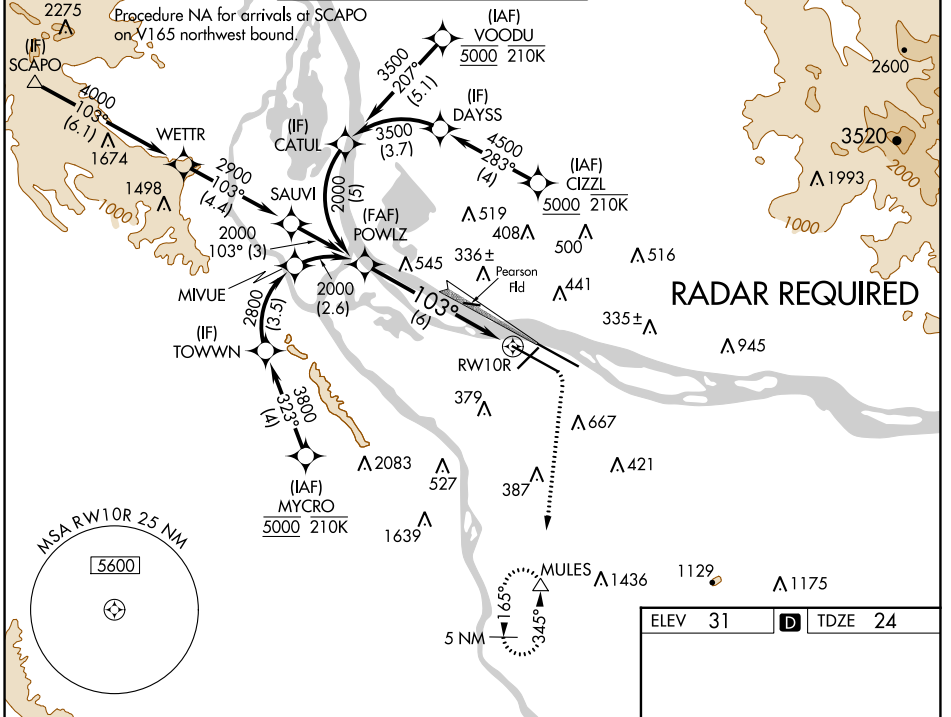 2275
Procedure NA for arrivals at SCAPO
on V165 northwest bound.
(IF)
SCAPO
4000
103°
(6.1)
1674
WETTR
1498
1000
2900
103°
(4.4)
SAUVI
2000
103° (3)
(IAF)
VOODU
5000 210K
3500
207°
(5.1)
(IF)
DAYSS
(IF)
CATUL
3500
(3.7)
4500
283°
(4)
(IAF)
CIZZL
5000 210K
2000
(5)
(FAF)
POWLZ
519
408
500
516
545
336±
Pearson
Fld
441
335±
945
2600
3520
2000
1993
1000
RADAR REQUIRED
MIVUE
2000
(2.6)
103°
(6)
RW10R
2800
(3.5)
(IF)
TOWWN
3800
323°
(4)
(IAF)
MYCRO
5000 210K
379
667
2083
527
387
421
1639
MSA RW10R 25 NM
5600
MULES
1436
1129
1175
165°
345°
5 NM
ELEV 31
D
TDZE 24